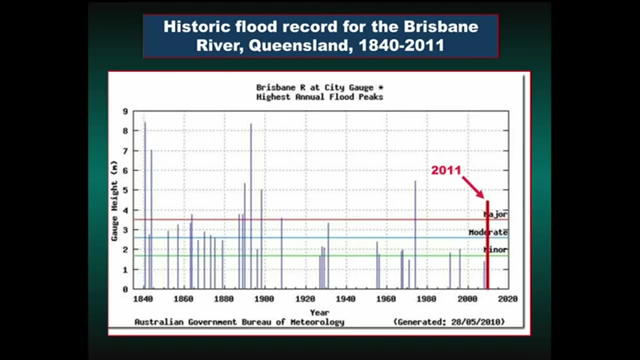 Historic flood record for the Brisbane
River, Queensland, 1840-2011
Brisbane R at City Gauge *
Highest Annual Flood Peaks
9
8
7
6
5
4
3
2
1
0
Gauge Height (m)
2011
Major
Moderate
Minor
1840 1860 1880 1900 1920 1940 1960 1980 2000 2020
Year
Australian Government Bureau of Meteorology (Generated: 28/05/2010)